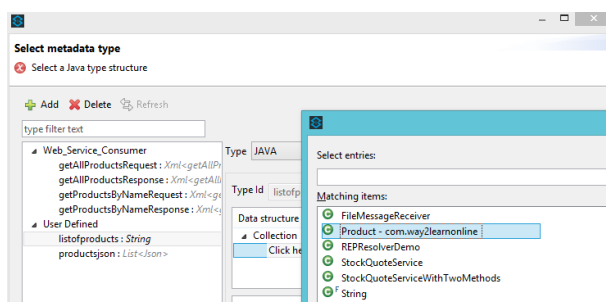 Select metadata type
Select a Java type structure
Add Delete Refresh
type filter text
Web_Service_Consumer
getAllProductsRequest : Xml<getAllPr
getAllProductsResponse : Xml<getAll
getProductsByNameRequest : Xml<ge
getProductsByNameResponse : Xml<
User Defined
listofproducts : String
productsjson : List<Json>
Type JAVA
Type Id listofp
Data structure
Collection
Click he
Select entries:
Matching items:
FileMessageReceiver
Product - com.way2learnonline
REPResolverDemo
StockQuoteService
StockQuoteServiceWithTwoMethods
String